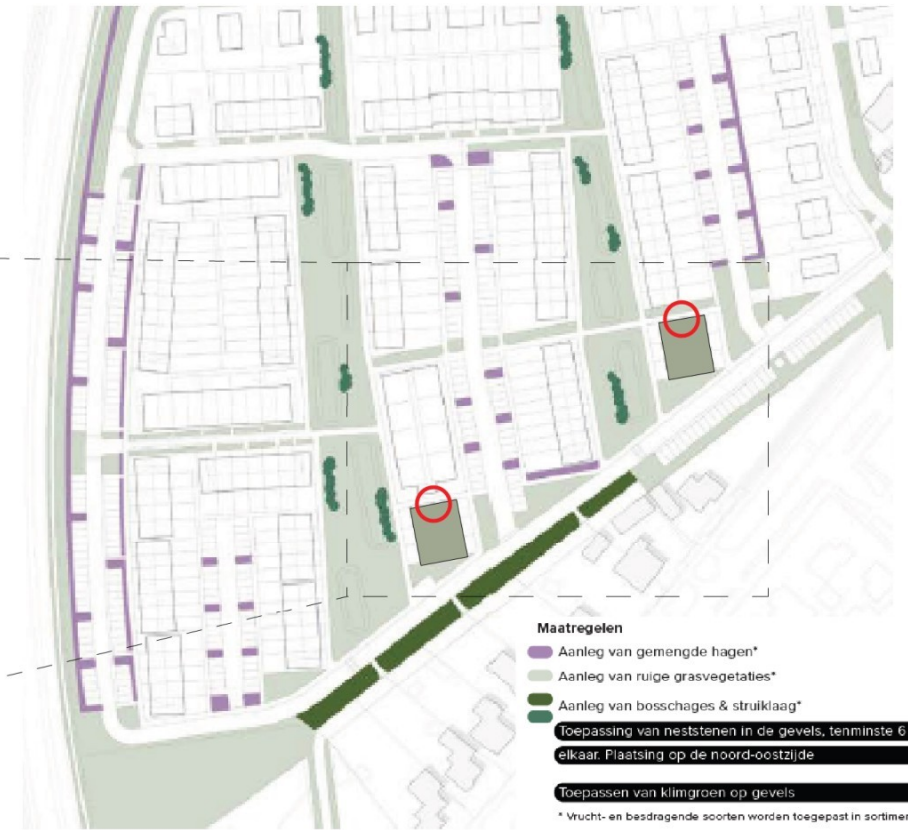 Maatregelen
Aanleg van gemengde hagen*
Aanleg van ruige grasvegetaties*
Aanleg van bosschages & struiklaag*
Toepassing van neststenen in de gevels, tenminste 6
elkaar. Plaatsing op de noord-oostzijde
Toepassen van klimgroen op gevels
* Vrucht- en besdragende soorten worden toegepast in sortimen